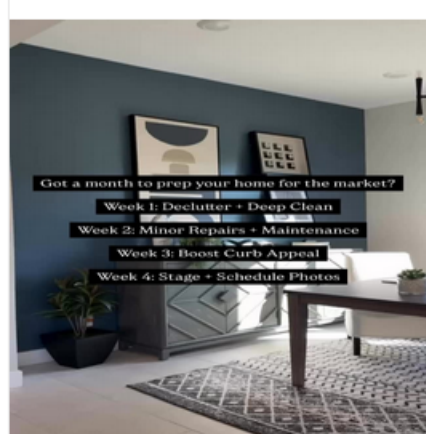 Got a month to prep your home for the market?
Week 1: Declutter + Deep Clean
Week 2: Minor Repairs + Maintenance
Week 3: Boost Curb Appeal
Week 4: Stage + Schedule Photos